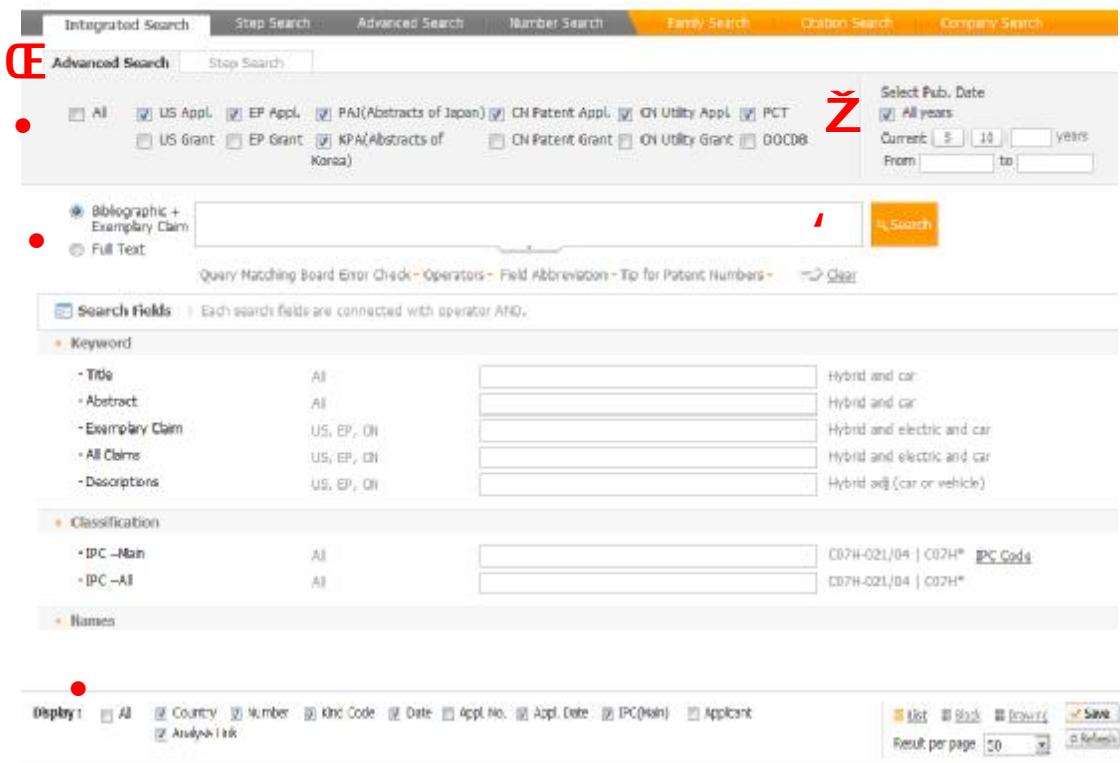 Integrated Search Step Search Advanced Search Number Search Family Search Citation Search Company Search
Œ
Advanced Search Step Search
Select Pub. Date
All US Appl. EP Appl. PAJ(Abstracts of Japan) CN Patent Appl. CN Utility Appl. PCT Ž All years
US Grant EP Grant KPA(Abstracts of Korea) CN Patent Grant CN Utility Grant DOCDB Current 5 10 years
From to
Bibliographic +
Exemplary Claim
‘ Search
Full Text
Query Matching Board Error Check - Operators - Field Abbreviation - Tip for Patent Numbers - Clear
Search Fields | Each search fields are connected with operator AND.
Keyword
- Title All Hybrid and car
- Abstract All Hybrid and car
- Exemplary Claim US, EP, CN Hybrid and electric and car
- All Claims US, EP, CN Hybrid and electric and car
- Descriptions US, EP, CN Hybrid adj (car or vehicle)
Classification
- IPC –Main All C07H-021/04 | C07H* IPC Code
- IPC –All All C07H-021/04 | C07H*
Names
Display : All Country Number Kind Code Date Appl. No. Appl. Date IPC(Main) Applicant List Block Drawing Save
Analysis Link Result per page 50 Refresh